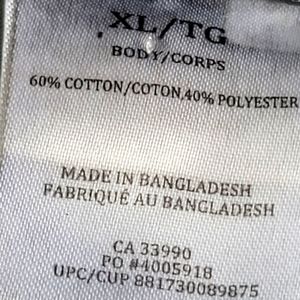 XL/TG
BODY/CORPS
60% COTTON/COTON,40% POLYESTER
MADE IN BANGLADESH
FABRIQUÉ AU BANGLADESH
CA 33990
PO #4005918
UPC/CUP 881730089875